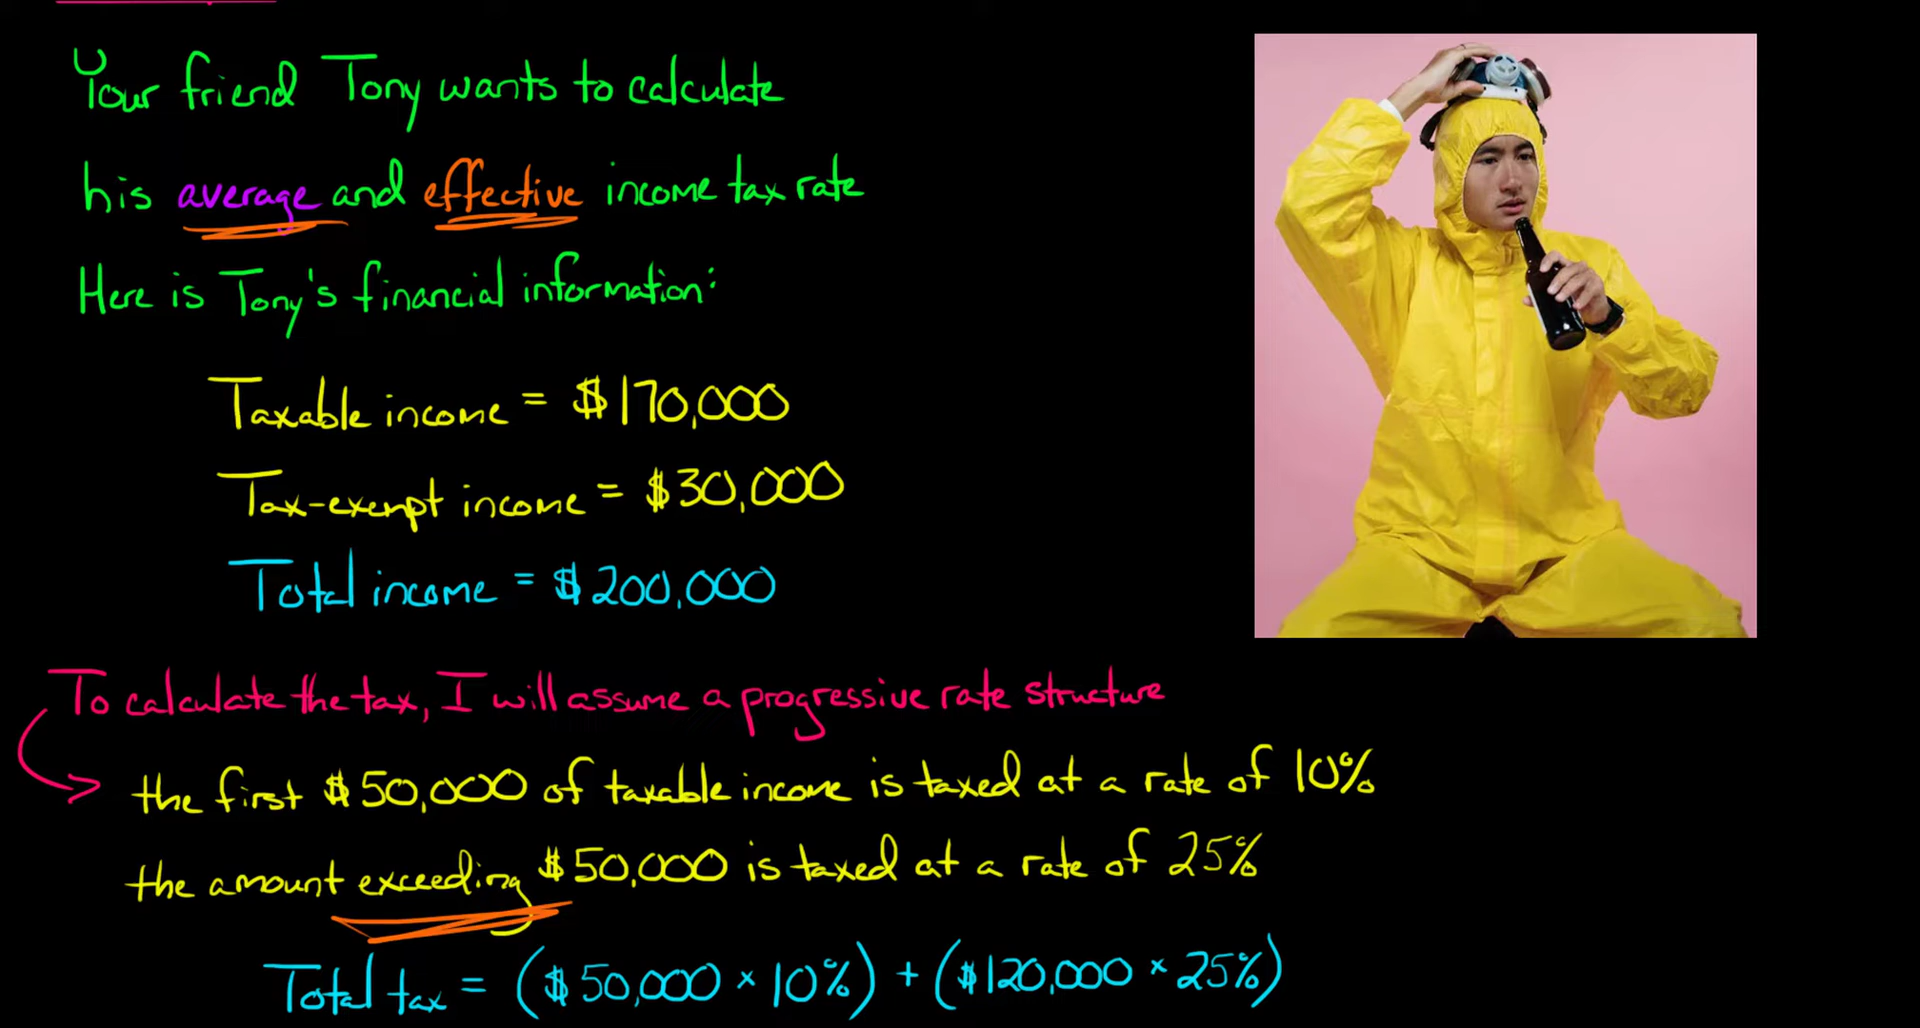 Your friend Tony wants to calculate
his average and effective income tax rate
Here is Tony's financial information:
Taxable income = $170,000
Tax-exempt income = $30,000
Total income = $200,000
To calculate the tax, I will assume a progressive rate structure
the first $50,000 of taxable income is taxed at a rate of 10%
the amount exceeding $50,000 is taxed at a rate of 25%
Total tax = ($50,000 × 10%) + ($120,000 × 25%)